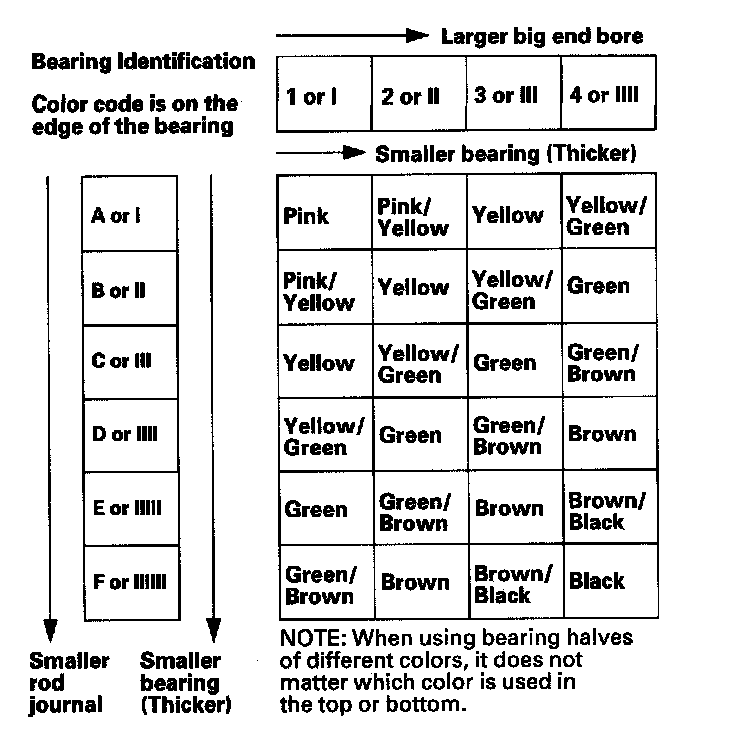 Larger big end bore
Bearing Identification
Color code is on the
edge of the bearing
1 or I
2 or II
3 or III
4 or IIII
Smaller bearing (Thicker)
A or I
Pink
Pink/
Yellow
Yellow
Yellow/
Green
B or II
Pink/
Yellow
Yellow
Yellow/
Green
Green
C or III
Yellow
Yellow/
Green
Green
Green/
Brown
D or IIII
Yellow/
Green
Green
Green/
Brown
Brown
E or IIIII
Green
Green/
Brown
Brown
Brown/
Black
F or IIIIII
Green/
Brown
Brown
Brown/
Black
Black
Smaller
rod
journal
Smaller
bearing
(Thicker)
NOTE: When using bearing halves
of different colors, it does not
matter which color is used in
the top or bottom.